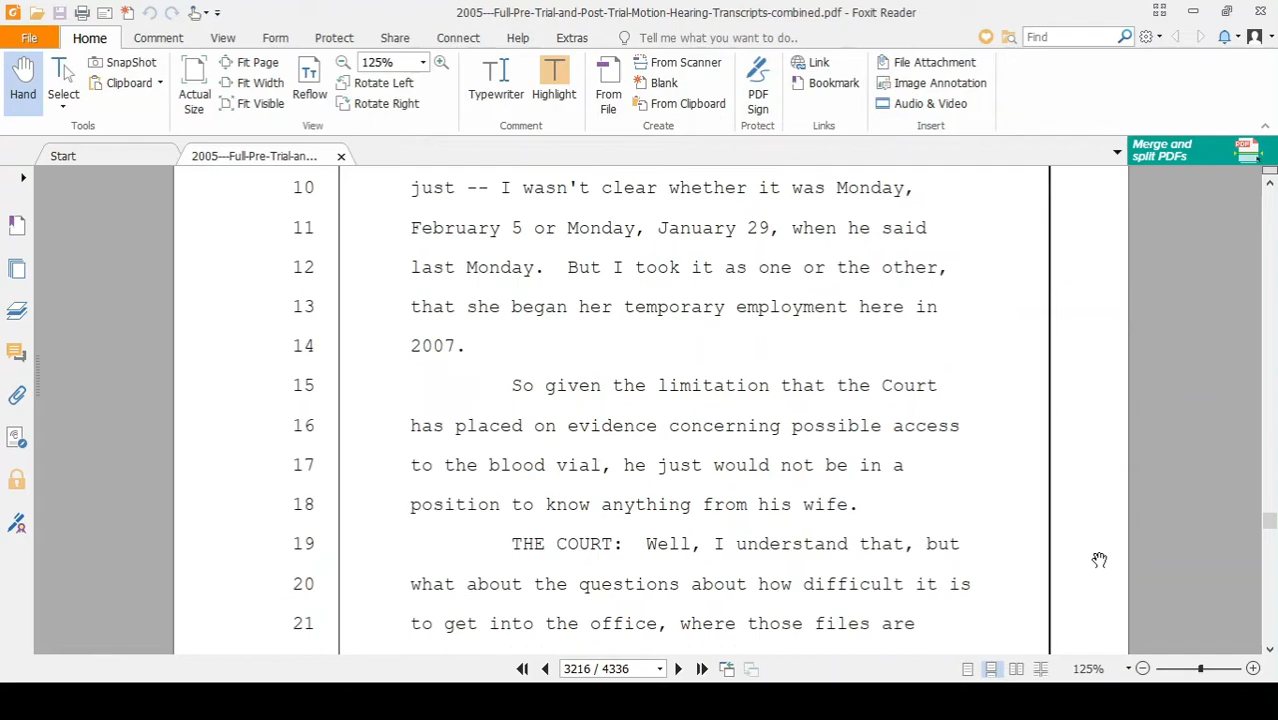 2005---Full-Pre-Trial-and-Post-Trial-Motion-Hearing-Transcripts-combined.pdf - Foxit Reader
File Home Comment View Form Protect Share Connect Help Extras Tell me what you want to do.. Find
SnapShot Fit Page 125% From Scanner Link File Attachment
Clipboard Fit Width Rotate Left Blank Bookmark Image Annotation
Hand Select Actual Size Fit Visible Reflow Rotate Right Typewriter Highlight From File From Clipboard PDF Sign Audio & Video
Tools View Comment Create Protect Links Insert
Start 2005---Full-Pre-Trial-an... Merge and split PDFs
10 just -- I wasn't clear whether it was Monday,
11 February 5 or Monday, January 29, when he said
12 last Monday. But I took it as one or the other,
13 that she began her temporary employment here in
14 2007.
15 So given the limitation that the Court
16 has placed on evidence concerning possible access
17 to the blood vial, he just would not be in a
18 position to know anything from his wife.
19 THE COURT: Well, I understand that, but
20 what about the questions about how difficult it is
21 to get into the office, where those files are
3216 / 4336 125%